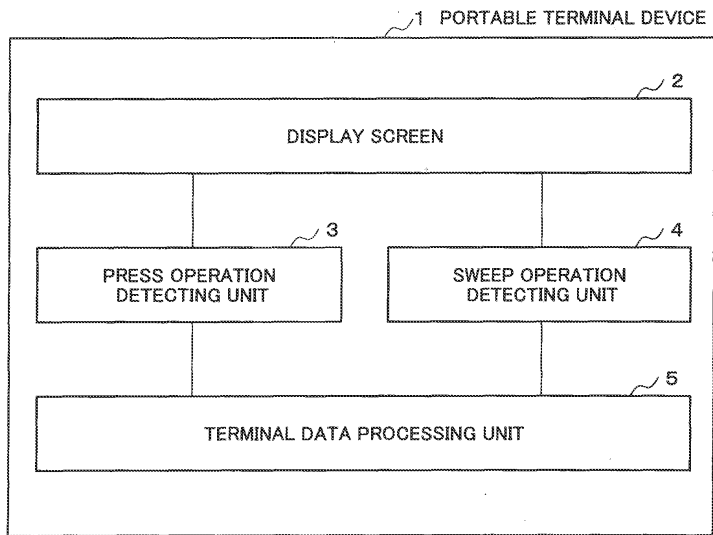 1 PORTABLE TERMINAL DEVICE
2
DISPLAY SCREEN
3
PRESS OPERATION
DETECTING UNIT
4
SWEEP OPERATION
DETECTING UNIT
5
TERMINAL DATA PROCESSING UNIT